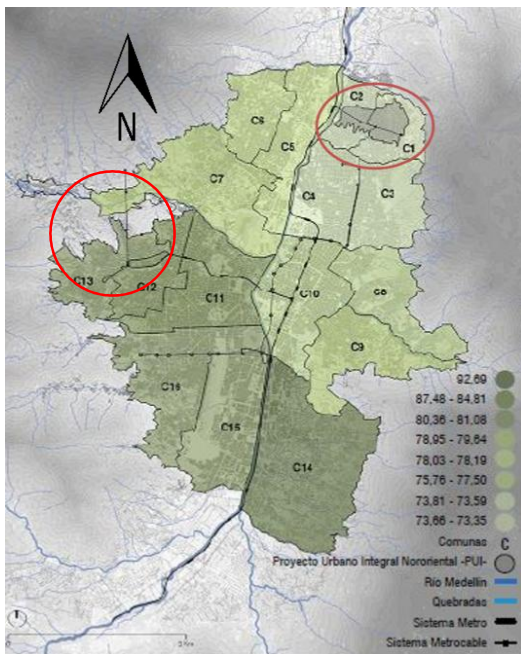 N
C2
C6
C5
C1
C7
C4
C3
C13
C12
C11
C10
C8
C9
C16
C15
C14
92,69
87,48 - 84,81
80,36 - 81,08
78,95 - 79,64
78,03 - 78,19
75,76 - 77,50
73,81 - 73,59
73,66 - 73,35
Comunas C
Proyecto Urbano Integral Nororiental -PUI-
Río Medellín
Quebradas
Sistema Metro
Sistema Metrocable
0